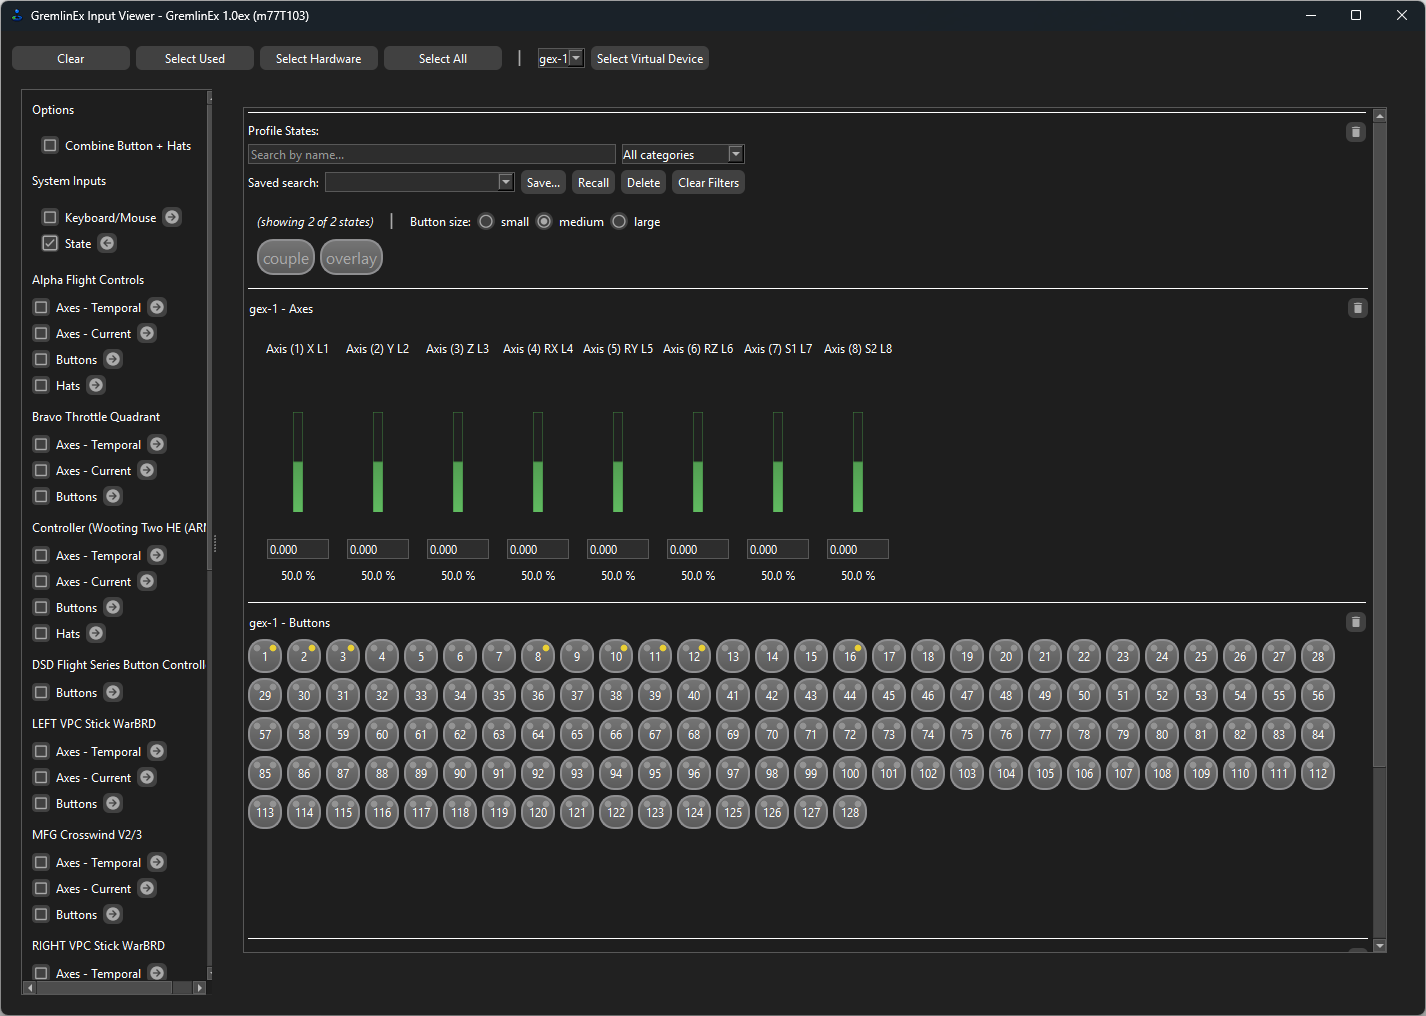 GremlinEx Input Viewer - GremlinEx 1.0ex (m77T103)
Clear Select Used Select Hardware Select All | gex-1 Select Virtual Device
Options
Combine Button + Hats
System Inputs
Keyboard/Mouse
State
Alpha Flight Controls
Axes - Temporal
Axes - Current
Buttons
Hats
Bravo Throttle Quadrant
Axes - Temporal
Axes - Current
Buttons
Controller (Wooting Two HE (ARM
Axes - Temporal
Axes - Current
Buttons
Hats
DSD Flight Series Button Controll
Buttons
LEFT VPC Stick WarBRD
Axes - Temporal
Axes - Current
Buttons
MFG Crosswind V2/3
Axes - Temporal
Axes - Current
Buttons
RIGHT VPC Stick WarBRD
Axes - Temporal
Profile States:
Search by name... All categories
Saved search: Save... Recall Delete Clear Filters
(showing 2 of 2 states) | Button size: small medium large
couple overlay
gex-1 - Axes
Axis (1) X L1 Axis (2) Y L2 Axis (3) Z L3 Axis (4) RX L4 Axis (5) RY L5 Axis (6) RZ L6 Axis (7) S1 L7 Axis (8) S2 L8
0.000 0.000 0.000 0.000 0.000 0.000 0.000 0.000
50.0 % 50.0 % 50.0 % 50.0 % 50.0 % 50.0 % 50.0 % 50.0 %
gex-1 - Buttons
1 2 3 4 5 6 7 8 9 10 11 12 13 14 15 16 17 18 19 20 21 22 23 24 25 26 27 28
29 30 31 32 33 34 35 36 37 38 39 40 41 42 43 44 45 46 47 48 49 50 51 52 53 54 55 56
57 58 59 60 61 62 63 64 65 66 67 68 69 70 71 72 73 74 75 76 77 78 79 80 81 82 83 84
85 86 87 88 89 90 91 92 93 94 95 96 97 98 99 100 101 102 103 104 105 106 107 108 109 110 111 112
113 114 115 116 117 118 119 120 121 122 123 124 125 126 127 128